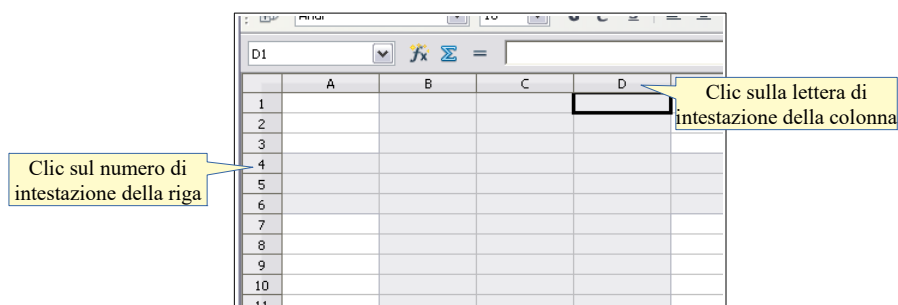 D1
=
A B C D
1
2
3
4
5
6
7
8
9
10
Clic sulla lettera di
intestazione della colonna
Clic sul numero di
intestazione della riga